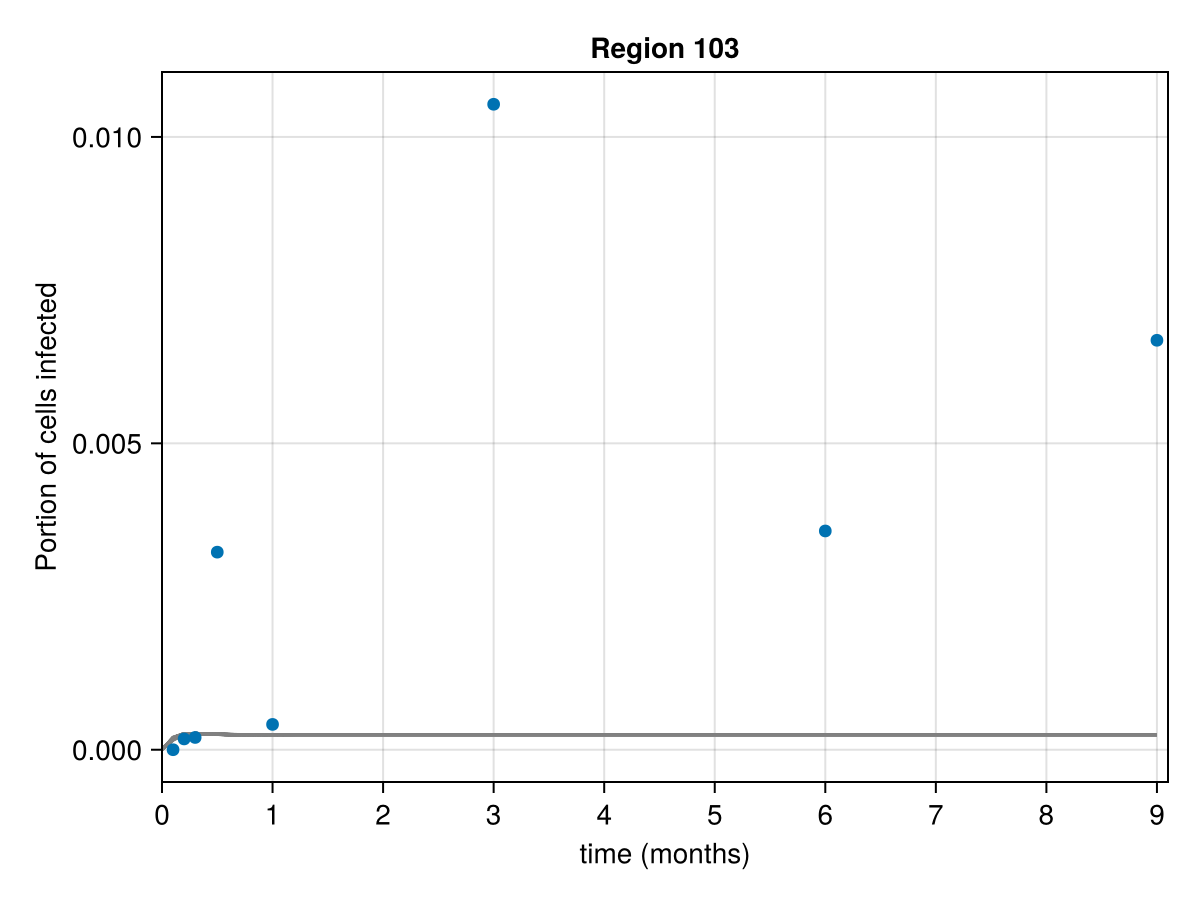 Region 103
0.010
0.005
0.000
Portion of cells infected
0 1 2 3 4 5 6 7 8 9
time (months)